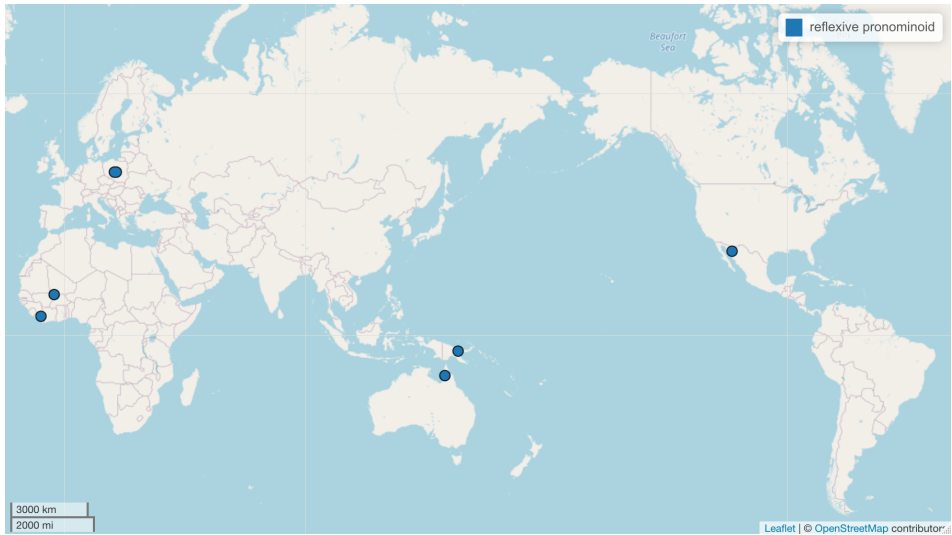 Beaufort
Sea
reflexive pronominoid
3000 km
2000 mi
Leaflet | © OpenStreetMap contributors